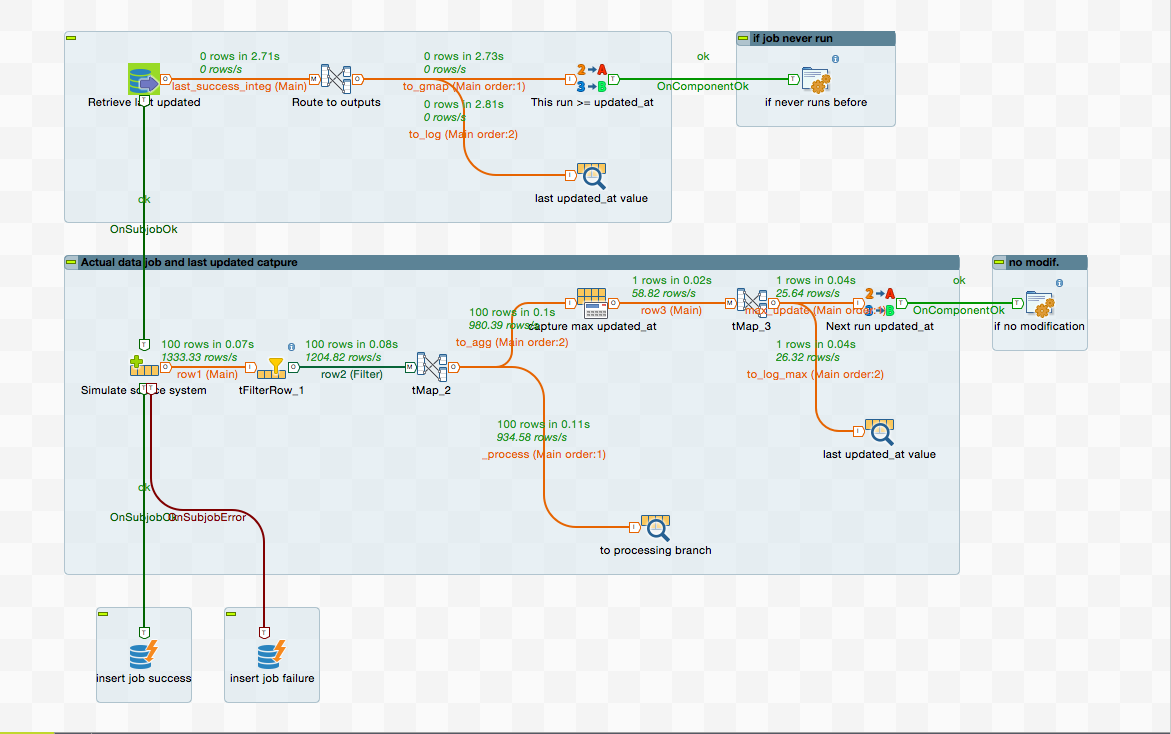 if job never run
0 rows in 2.71s
0 rows/s
last_success_integ (Main)
0 rows in 2.73s
0 rows/s
to_gmap (Main order:1)
ok
OnComponentOk
Retrieve last updated
Route to outputs
This run >= updated_at
if never runs before
0 rows in 2.81s
0 rows/s
to_log (Main order:2)
last updated_at value
ok
OnSubjobOk
Actual data job and last updated catpure
no modif.
1 rows in 0.02s
58.82 rows/s
row3 (Main)
1 rows in 0.04s
25.64 rows/s
max_update (Main order:1)
ok
OnComponentOk
100 rows in 0.1s
980.39 rows/s
capture max updated_at
tMap_3
Next run updated_at
if no modification
to_agg (Main order:2)
100 rows in 0.07s
1333.33 rows/s
row1 (Main)
100 rows in 0.08s
1204.82 rows/s
row2 (Filter)
1 rows in 0.04s
26.32 rows/s
to_log_max (Main order:2)
Simulate source system
tFilterRow_1
tMap_2
100 rows in 0.11s
934.58 rows/s
_process (Main order:1)
last updated_at value
ok
OnSubjobOk
OnSubjobError
to processing branch
insert job success
insert job failure